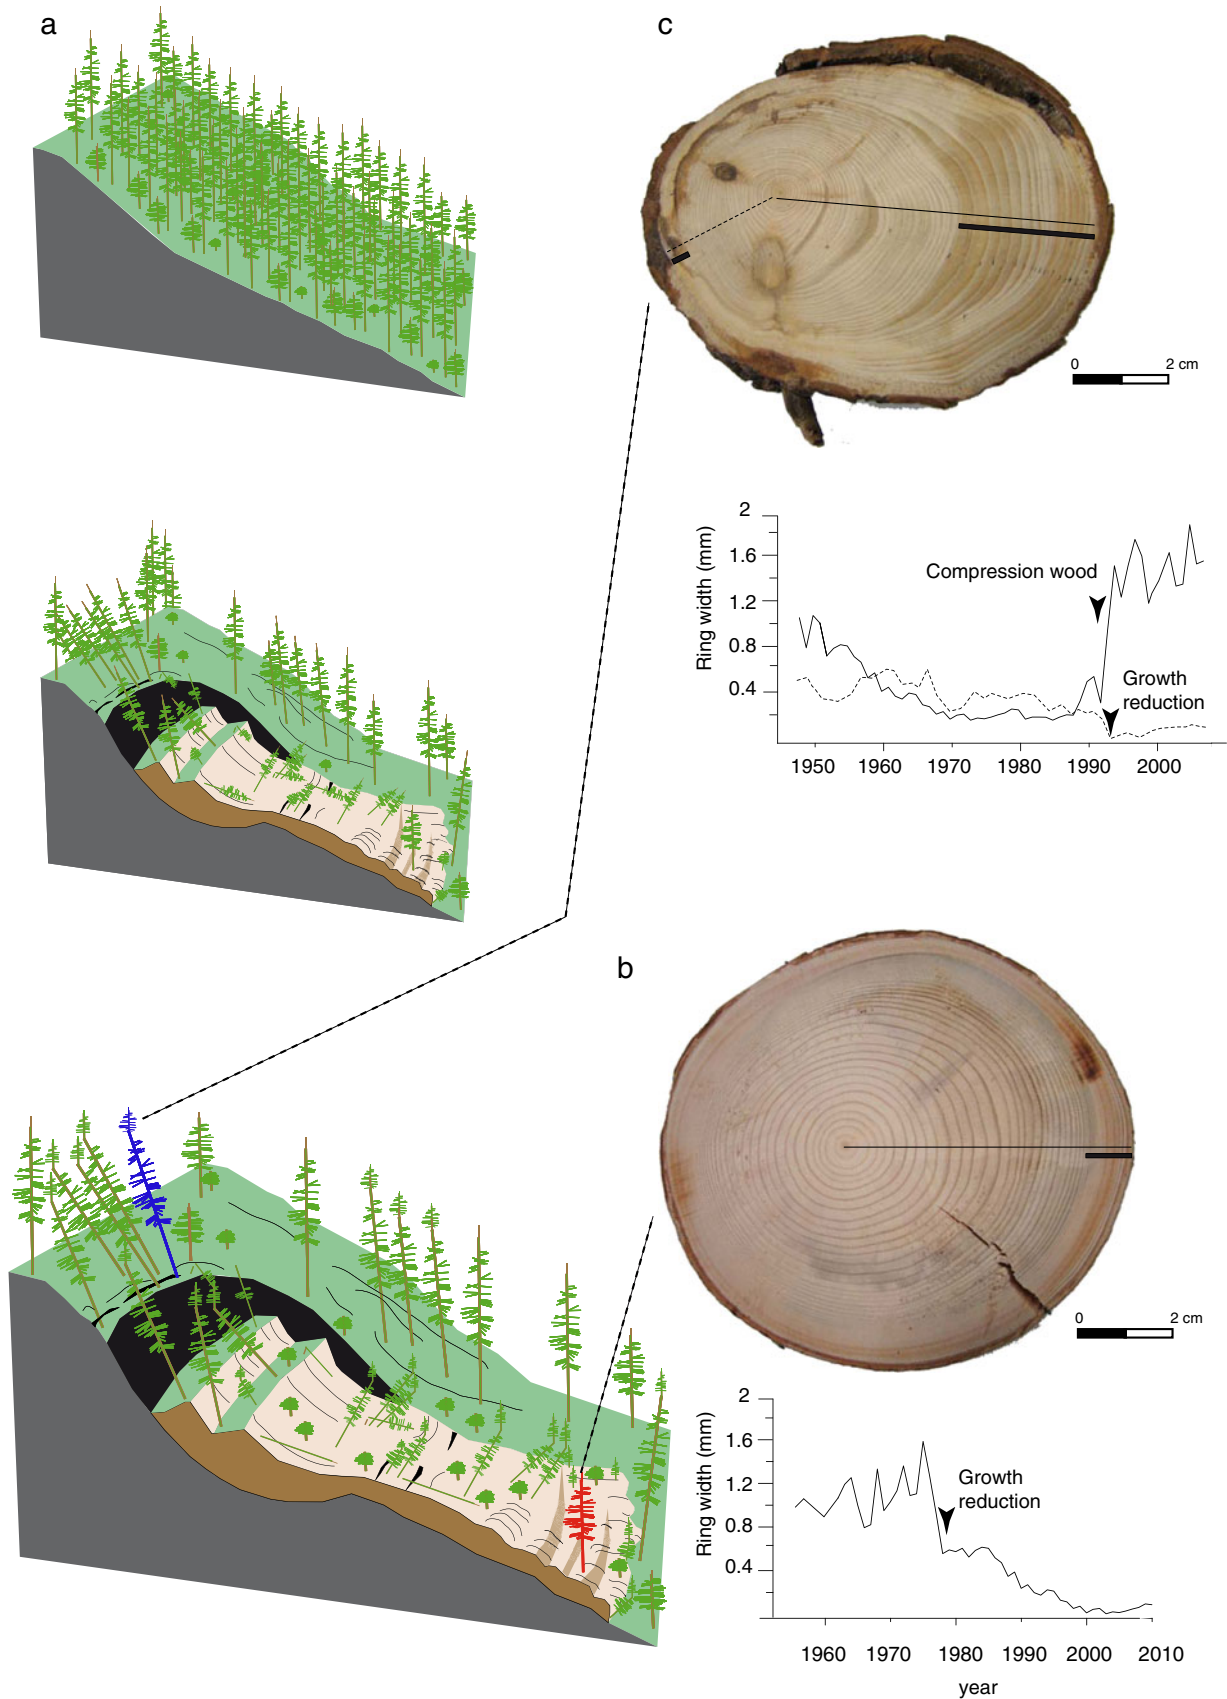 a
c
0 2 cm
2
1.6
1.2
0.8
0.4
Ring width (mm)
Compression wood
Growth
reduction
1950 1960 1970 1980 1990 2000
b
0 2 cm
2
1.6
1.2
0.8
0.4
Ring width (mm)
Growth
reduction
1960 1970 1980 1990 2000 2010
year